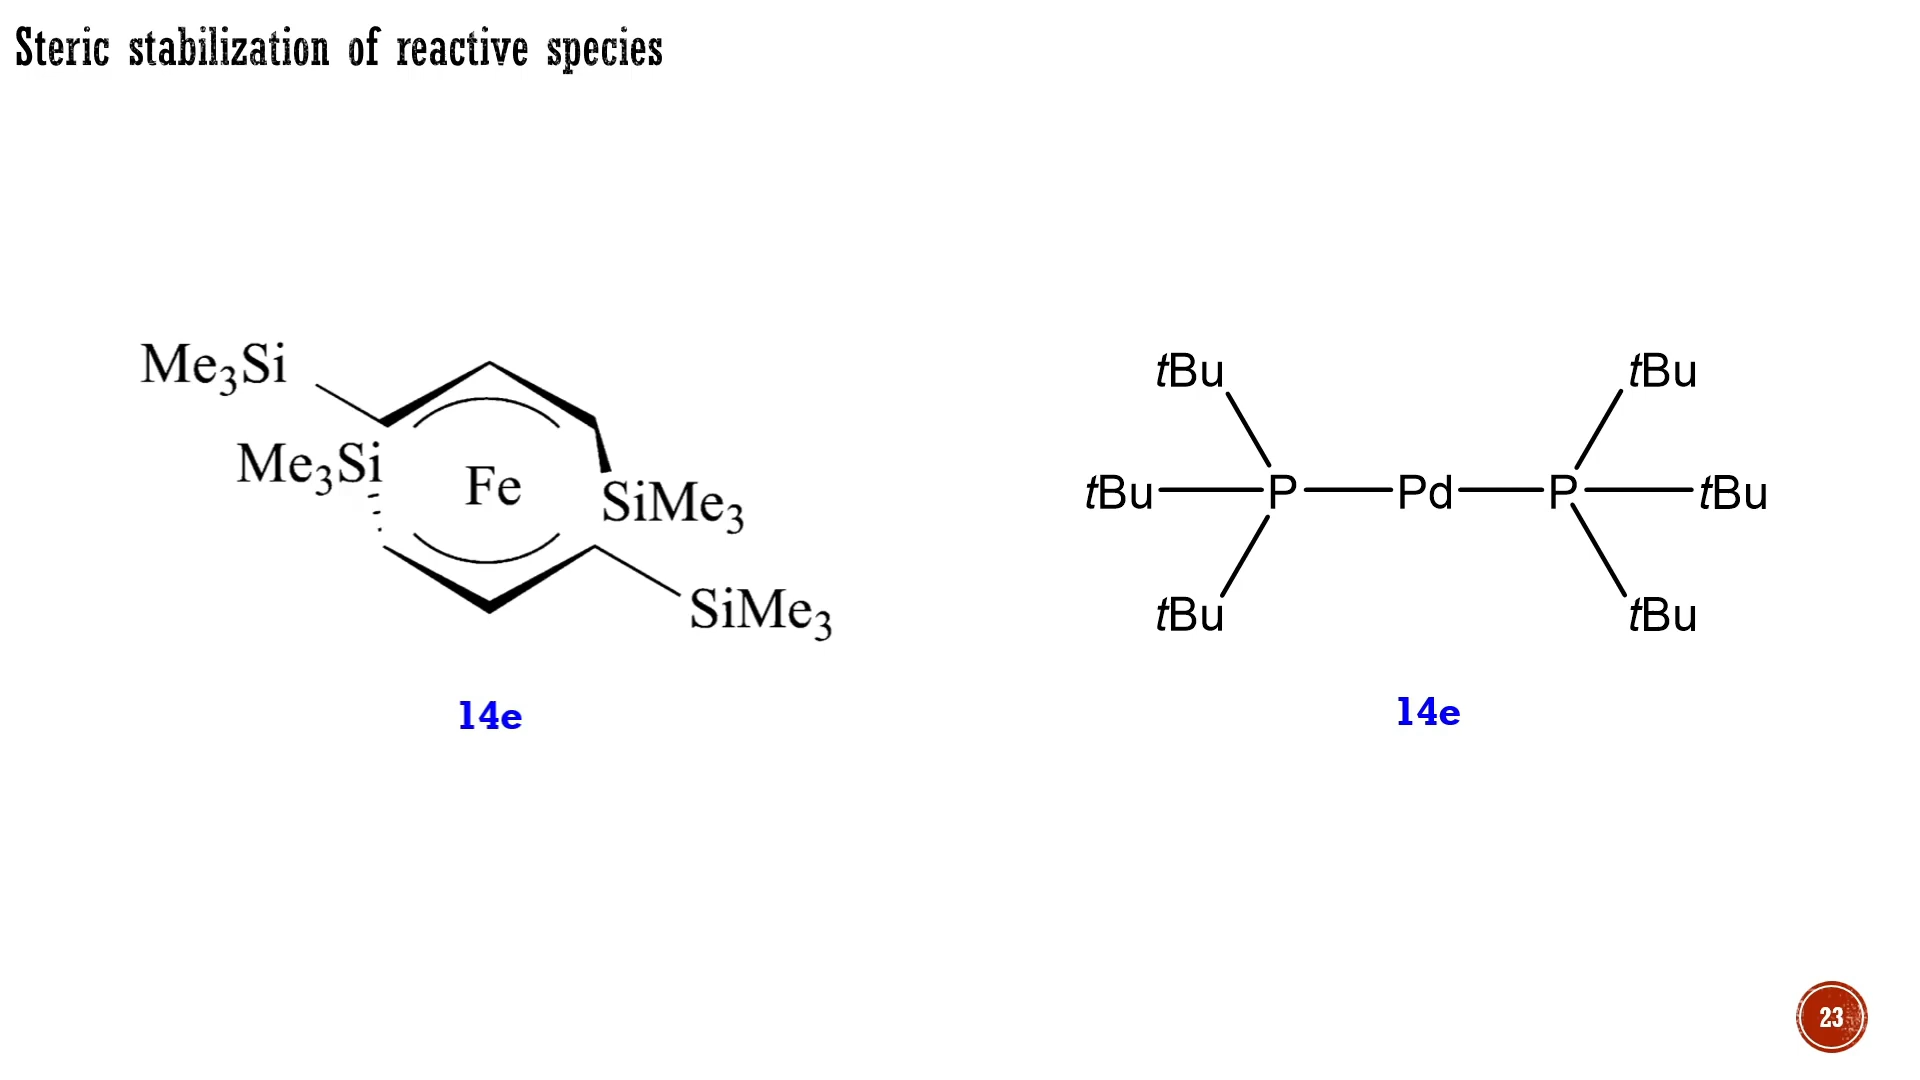 Steric stabilization of reactive species
Me₃Si
Me₃Si
Fe
SiMe₃
SiMe₃
14e
tBu
tBu
tBu
P
Pd
P
tBu
tBu
tBu
14e
23